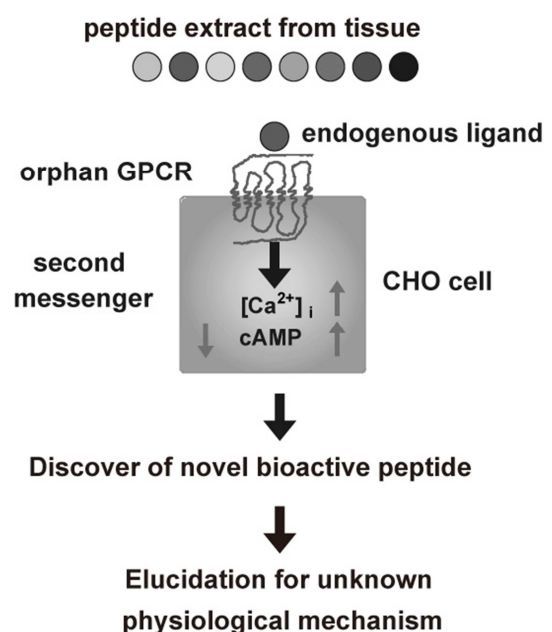 peptide extract from tissue
endogenous ligand
orphan GPCR
second
messenger
[Ca²⁺] i
cAMP
CHO cell
Discover of novel bioactive peptide
Elucidation for unknown
physiological mechanism